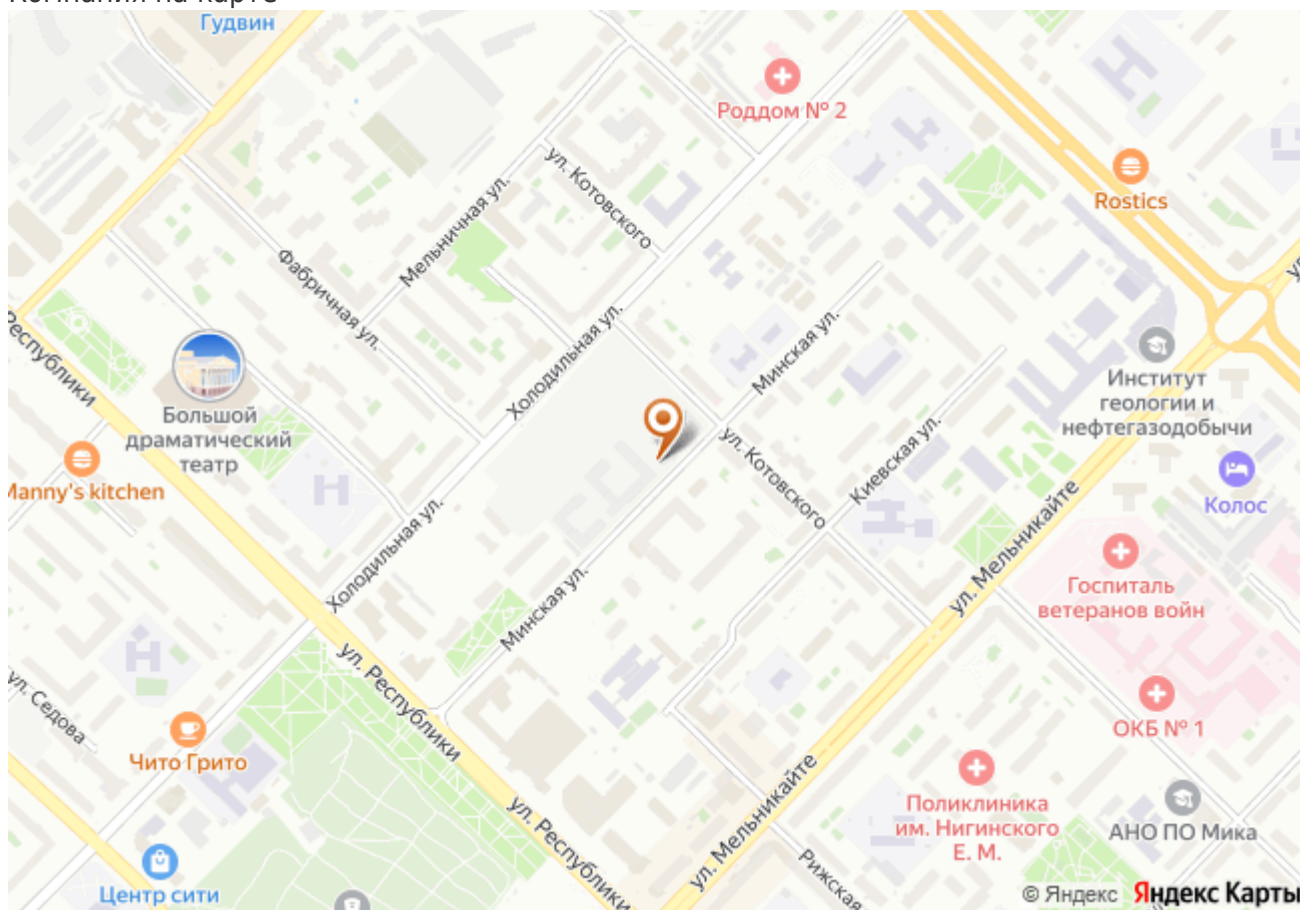 Компания на карте
Гудвин
Роддом № 2
ул. Котовского
Rostics
Мельничная ул.
Фабричная ул.
Республики
Большой
драматический
театр
Холодильная ул.
Минская ул.
Институт
геологии и
нефтегазодобычи
Manny's kitchen
ул. Котовского
Киевская ул.
Колос
Холодильная ул.
ул. Мельникайте
Госпиталь
ветеранов войн
Минская ул.
ул. Республики
ул. Седова
ОКБ № 1
Чито Грито
ул. Мельникайте
Поликлиника
им. Нигинского
Е. М.
АНО ПО Мика
ул. Республики
Рижская
Центр сити
© Яндекс Яндекс Карты